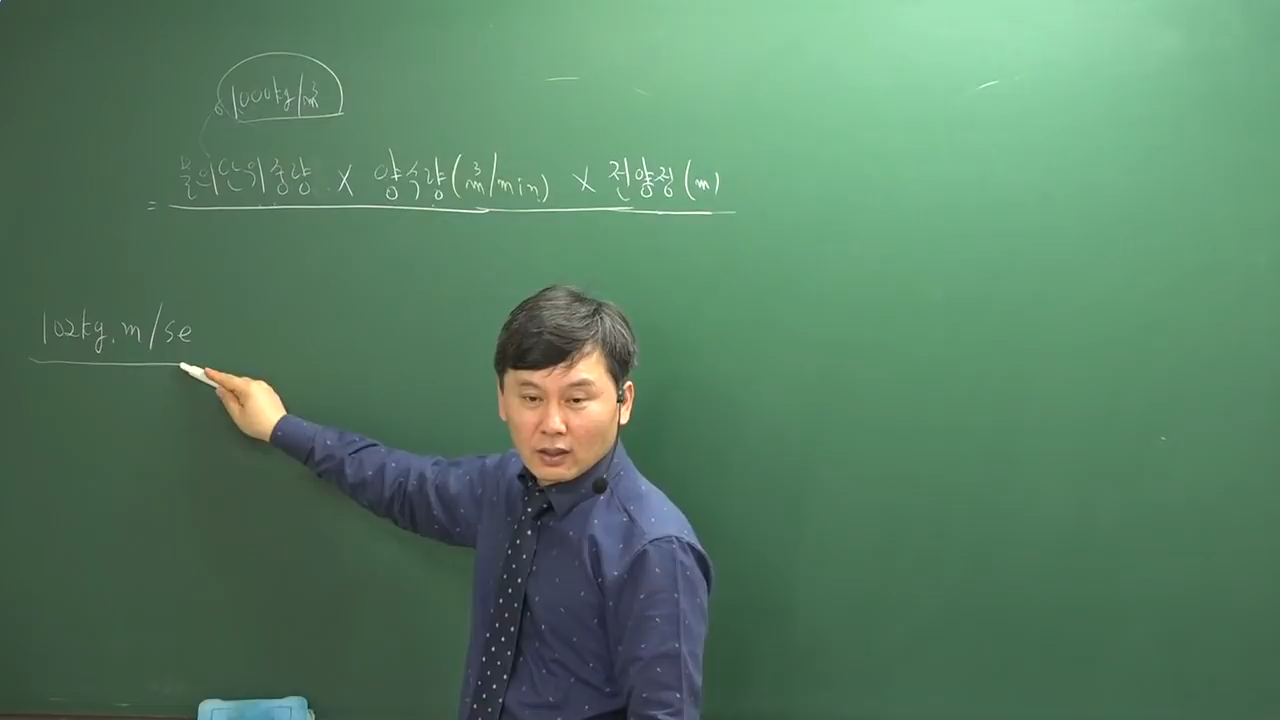 1000kg/m³
물의단위중량 × 양수량(m³/min) × 전양정(m)
=
102kg.m/se